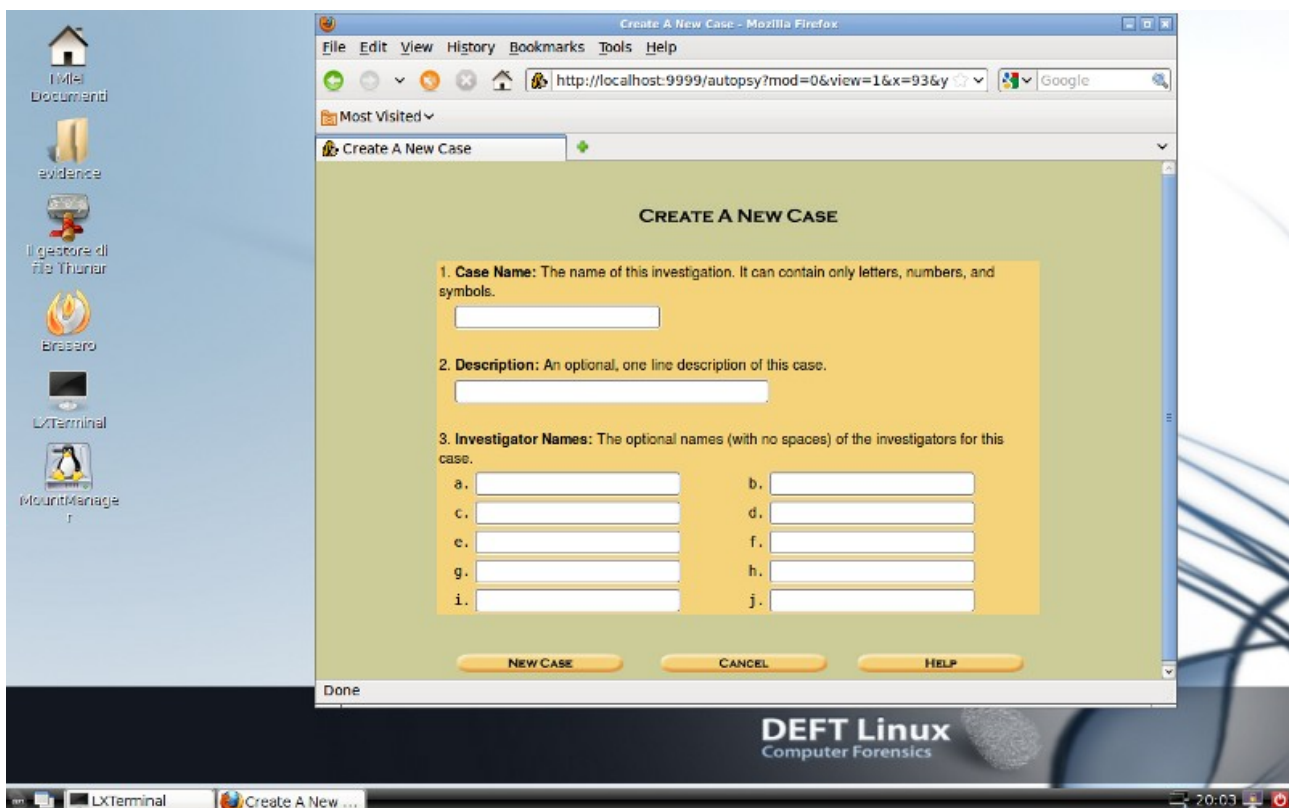 I Miei
Documenti
evidence
Il gestore di
file Thunar
Brasero
LXTerminal
MountManage
r
Create A New Case - Mozilla Firefox
File Edit View History Bookmarks Tools Help
http://localhost:9999/autopsy?mod=0&view=1&x=93&y
Google
Most Visited
Create A New Case
CREATE A NEW CASE
1. Case Name: The name of this investigation. It can contain only letters, numbers, and
symbols.
2. Description: An optional, one line description of this case.
3. Investigator Names: The optional names (with no spaces) of the investigators for this
case.
a. b.
c. d.
e. f.
g. h.
i. j.
NEW CASE CANCEL HELP
Done
DEFT Linux
Computer Forensics
LXTerminal
Create A New ...
20:03